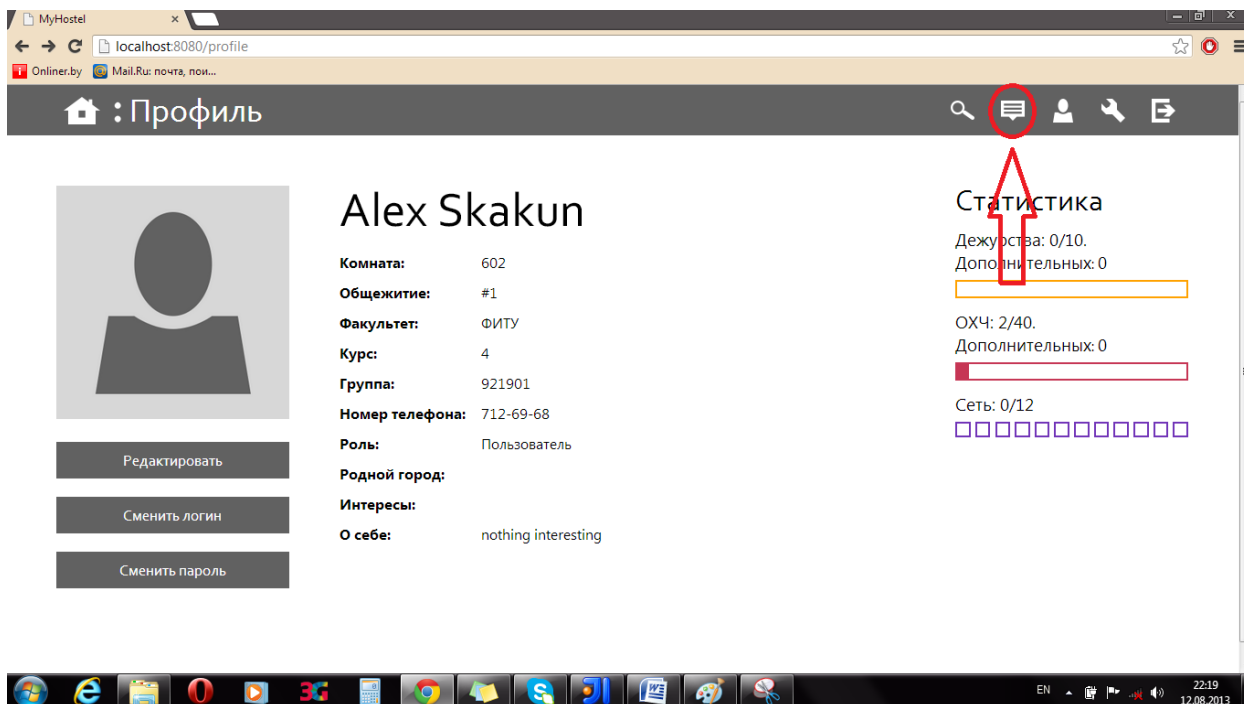 MyHostel
localhost:8080/profile
Onliner.by Mail.Ru: почта, пои...
: Профиль
Alex Skakun
Комната: 602
Общежитие: #1
Факультет: ФИТУ
Курс: 4
Группа: 921901
Номер телефона: 712-69-68
Роль: Пользователь
Родной город:
Интересы:
О себе: nothing interesting
Редактировать
Сменить логин
Сменить пароль
Статистика
Дежурства: 0/10.
Дополнительных: 0
ОХЧ: 2/40.
Дополнительных: 0
Сеть: 0/12
3G
EN
22:19
12.08.2013